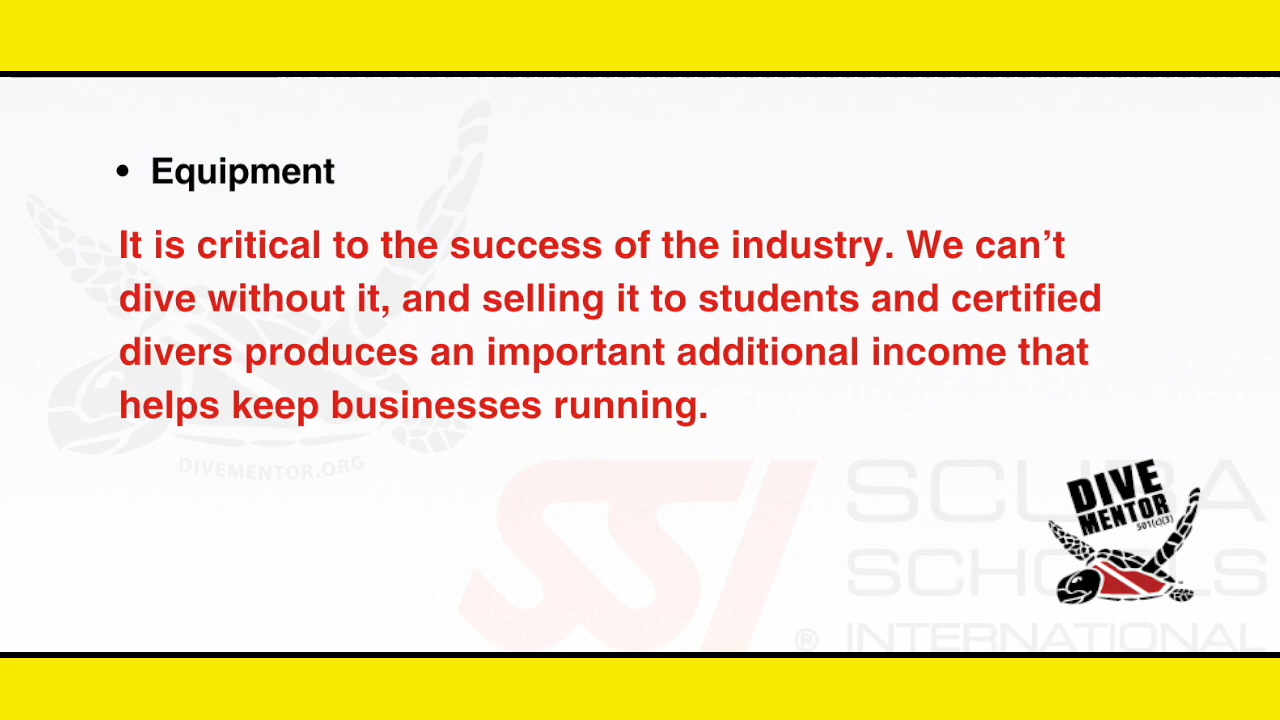 • Equipment
It is critical to the success of the industry. We can’t
dive without it, and selling it to students and certified
divers produces an important additional income that
helps keep businesses running.
DIVEMENTOR.ORG
SSI
SCUBA
SCHOOLS
® INTERNATIONAL
DIVE
MENTOR
501(c)(3)